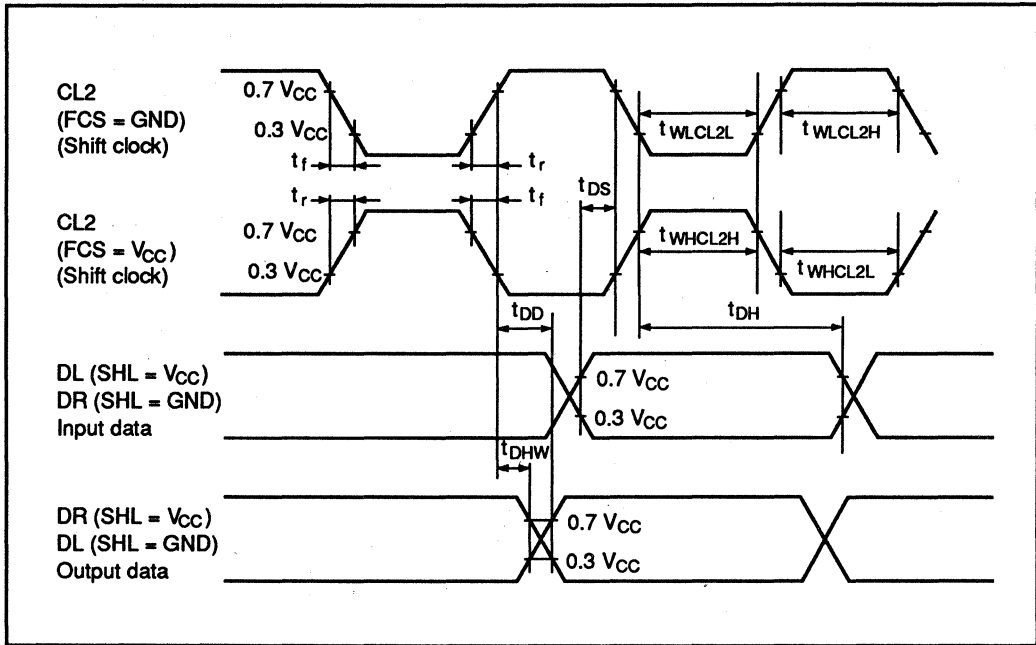 CL2
(FCS = GND)
(Shift clock)
0.7 VCC
0.3 VCC
tf
tr
tWLCL2L
tWLCL2H
tDS
CL2
(FCS = VCC)
(Shift clock)
tr
tf
0.7 VCC
0.3 VCC
tWHCL2H
tWHCL2L
tDD
tDH
DL (SHL = VCC)
DR (SHL = GND)
Input data
0.7 VCC
0.3 VCC
tDHW
DR (SHL = VCC)
DL (SHL = GND)
Output data
0.7 VCC
0.3 VCC